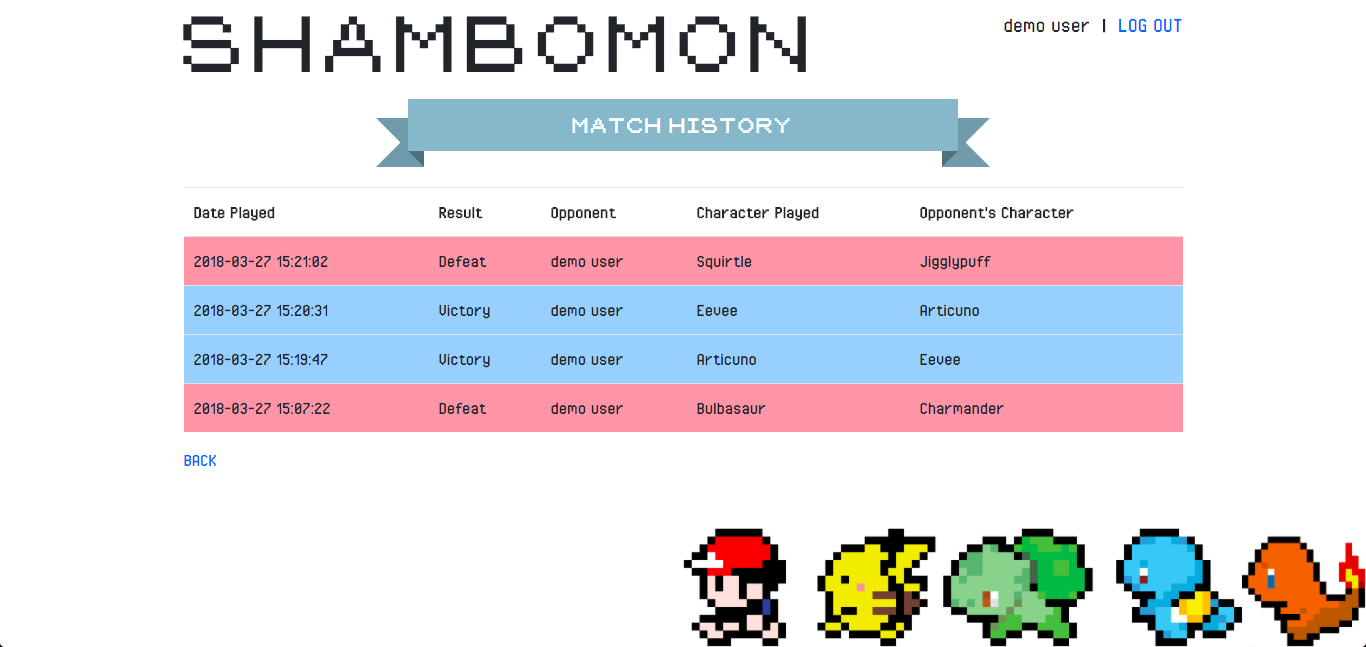 SHAMBOMON
demo user | LOG OUT
MATCH HISTORY
Date Played Result Opponent Character Played Opponent's Character
2018-03-27 15:21:02 Defeat demo user Squirtle Jigglypuff
2018-03-27 15:20:31 Victory demo user Eevee Articuno
2018-03-27 15:19:47 Victory demo user Articuno Eevee
2018-03-27 15:07:22 Defeat demo user Bulbasaur Charmander
BACK